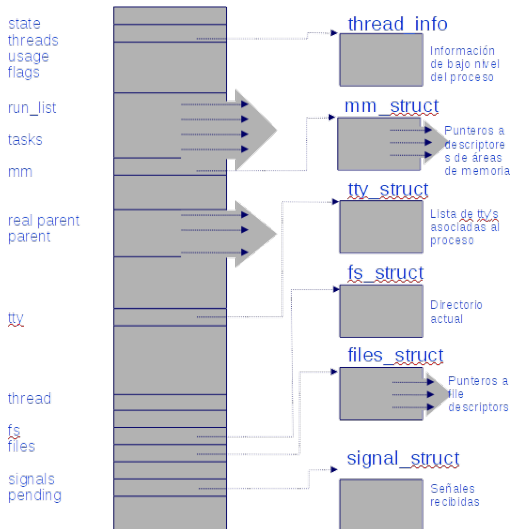 state
threads
usage
flags
run_list
tasks
mm
real parent
parent
tty
thread
fs
files
signals
pending
thread_info
Información
de bajo nivel
del proceso
mm_struct
Punteros a
descriptore
s de áreas
de memoria
tty_struct
Lista de tty's
asociadas al
proceso
fs_struct
Directorio
actual
files_struct
Punteros a
file
descriptors
signal_struct
Señales
recibidas